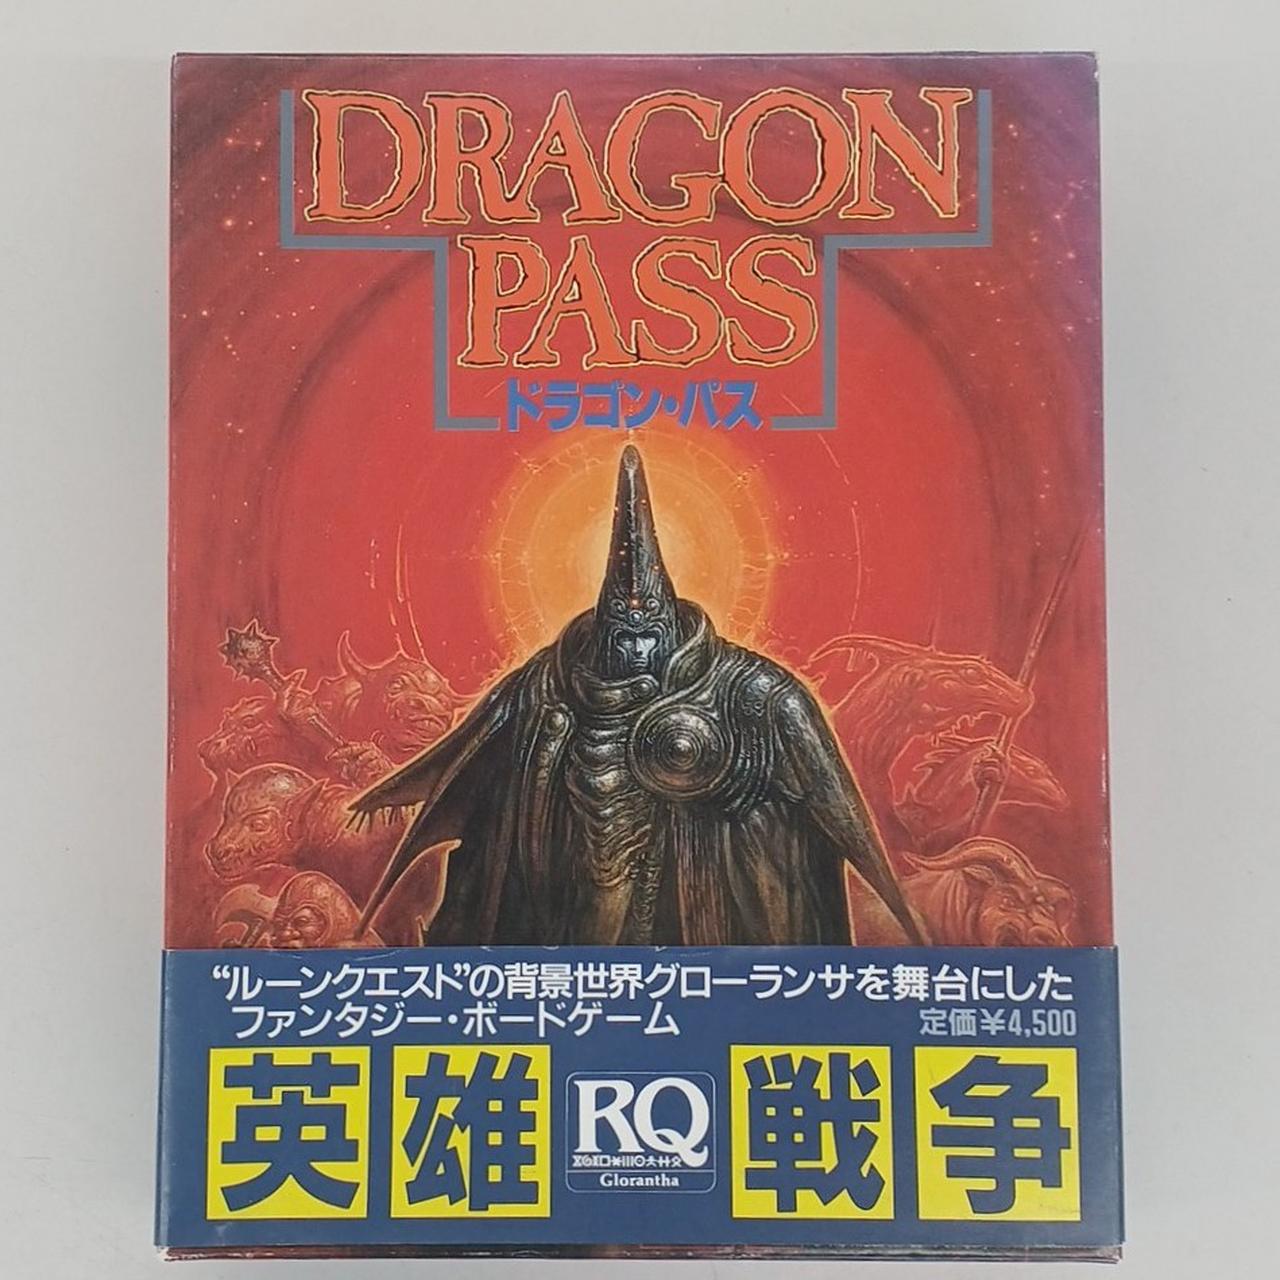 DRAGON
PASS
ドラゴン・パス
“ルーンクエスト”の背景世界グローランサを舞台にした
ファンタジー・ボードゲーム
定価¥4,500
英雄
RQ
Glorantha
戦争